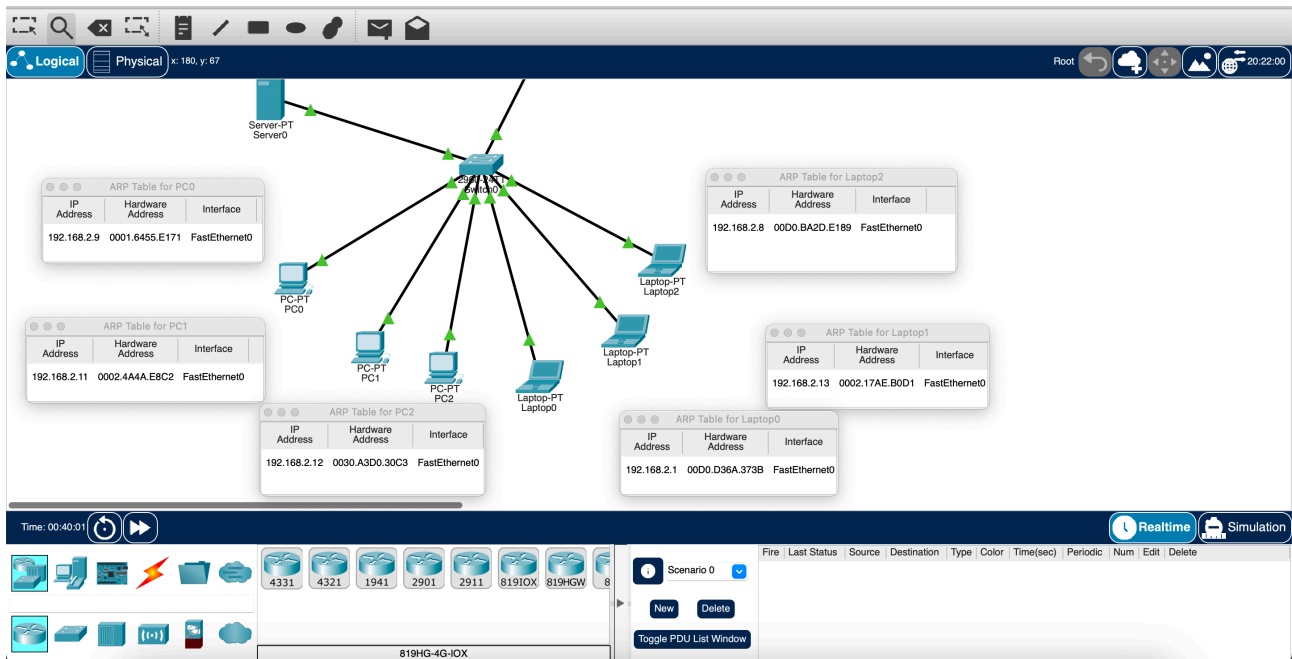 Logical
Physical
x: 180, y: 67
Root
20:22:00
Server-PT
Server0
Switch0
ARP Table for PC0
IP Address
Hardware Address
Interface
192.168.2.9 0001.6455.E171 FastEthernet0
ARP Table for Laptop2
IP Address
Hardware Address
Interface
192.168.2.8 00D0.BA2D.E189 FastEthernet0
Laptop-PT
Laptop2
PC-PT
PC0
ARP Table for PC1
IP Address
Hardware Address
Interface
192.168.2.11 0002.4A4A.E8C2 FastEthernet0
ARP Table for Laptop1
IP Address
Hardware Address
Interface
192.168.2.13 0002.17AE.B0D1 FastEthernet0
Laptop-PT
Laptop1
PC-PT
PC1
PC-PT
PC2
Laptop-PT
Laptop0
ARP Table for PC2
IP Address
Hardware Address
Interface
192.168.2.12 0030.A3D0.30C3 FastEthernet0
ARP Table for Laptop0
IP Address
Hardware Address
Interface
192.168.2.1 00D0.D36A.373B FastEthernet0
Time: 00:40:01
Realtime
Simulation
4331 4321 1941 2901 2911 819IOX 819HGW 8
819HG-4G-IOX
Scenario 0
New
Delete
Toggle PDU List Window
Fire Last Status Source Destination Type Color Time(sec) Periodic Num Edit Delete